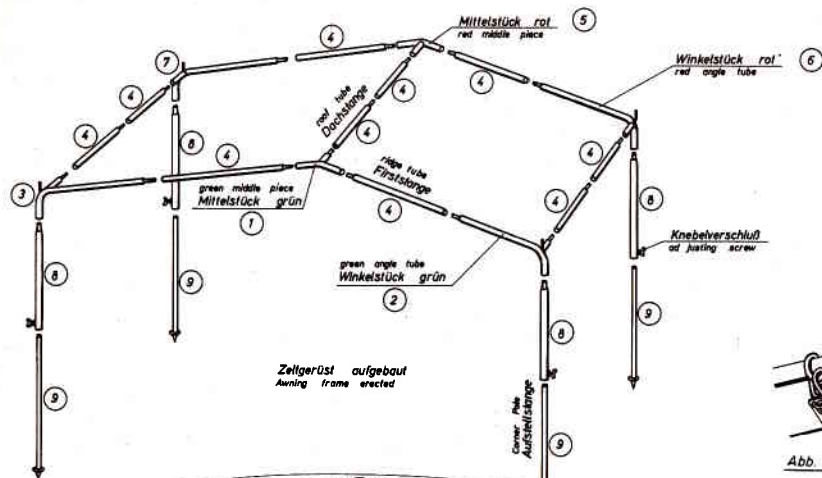 4
Mittelstück rot
red middle piece
5
7
4
Winkelstück rot
red angle tube
6
4
4
4
4
roof tube
Dachstange
4
4
8
4
3
green middle piece
Mittelstück grün
1
ridge tube
Firststange
4
4
4
8
8
Knebelverschluß
ad justing screw
green angle tube
Winkelstück grün
2
9
8
9
Zeltgerüst aufgebaut
Awning frame erected
9
Corner Pole
Aufstellstange
9
Abb.